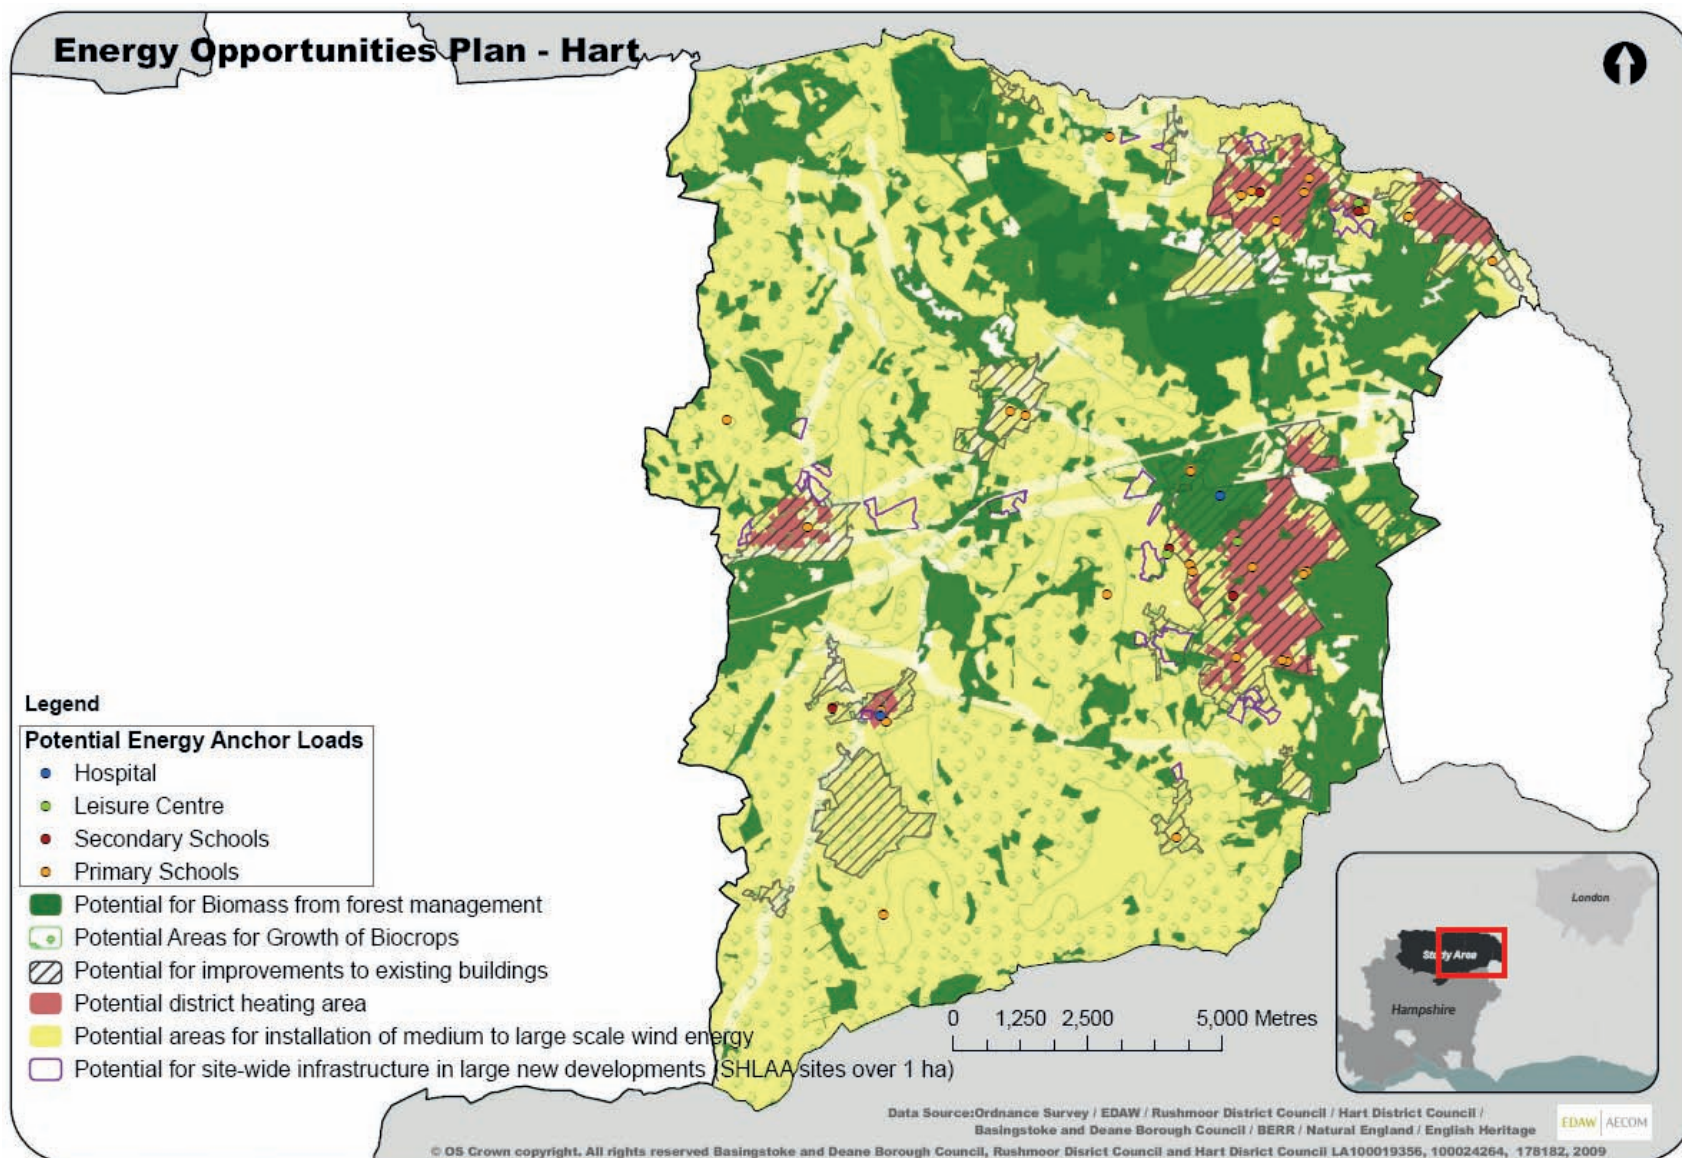 Energy Opportunities Plan - Hart
Legend
Potential Energy Anchor Loads
Hospital
Leisure Centre
Secondary Schools
Primary Schools
Potential for Biomass from forest management
Potential Areas for Growth of Biocrops
Potential for improvements to existing buildings
Potential district heating area
Potential areas for installation of medium to large scale wind energy
Potential for site-wide infrastructure in large new developments (SHLAA sites over 1 ha)
0 1,250 2,500 5,000 Metres
London
Study Area
Hampshire
Data Source:Ordnance Survey / EDAW / Rushmoor District Council / Hart District Council /
Basingstoke and Deane Borough Council / BERR / Natural England / English Heritage
EDAW AECOM
© OS Crown copyright. All rights reserved Basingstoke and Deane Borough Council, Rushmoor Disrict Council and Hart District Council LA100019356, 100024264, 178182, 2009